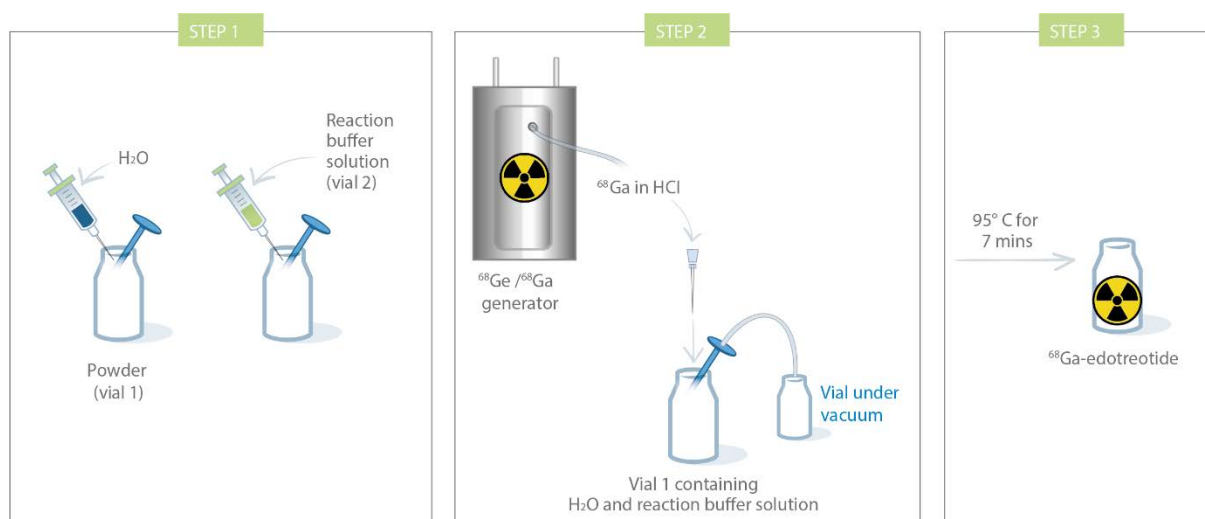 STEP 1
H₂O
Reaction
buffer
solution
(vial 2)
Powder
(vial 1)
STEP 2
⁶⁸Ga in HCl
⁶⁸Ge /⁶⁸Ga
generator
Vial under
vacuum
Vial 1 containing
H₂O and reaction buffer solution
STEP 3
95° C for
7 mins
⁶⁸Ga-edotreotide